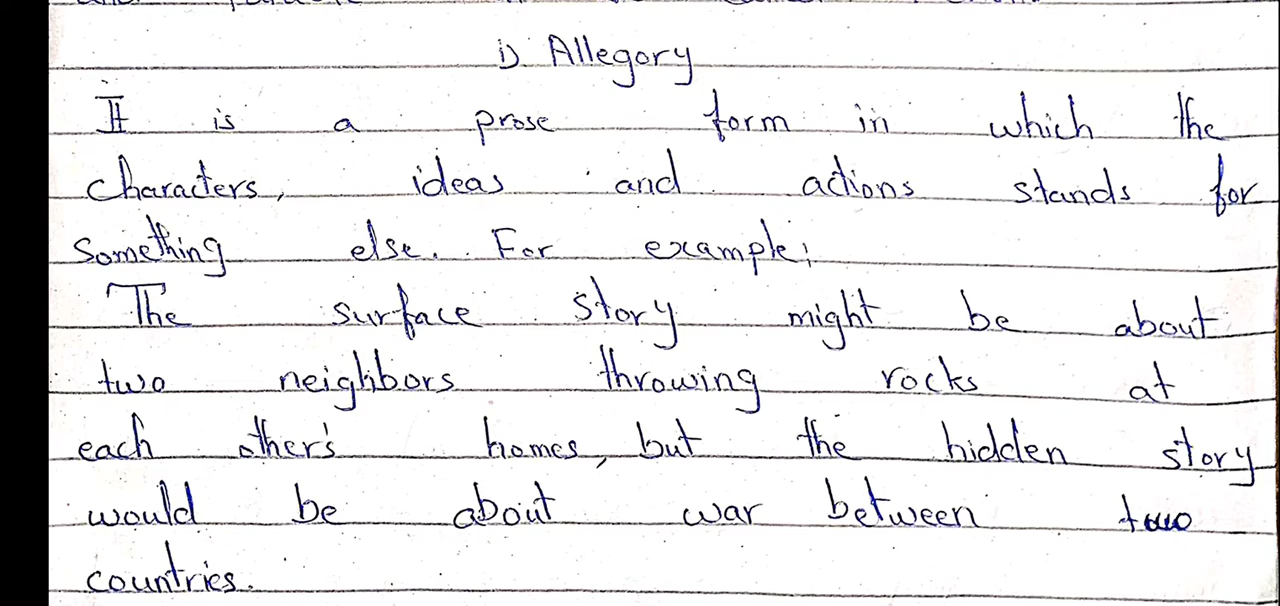 i) Allegory
It is a prose form in which the
characters, ideas and actions stands for
something else. For example;
The surface story might be about
two neighbors throwing rocks at
each other's homes, but the hidden story
would be about war between two
countries.